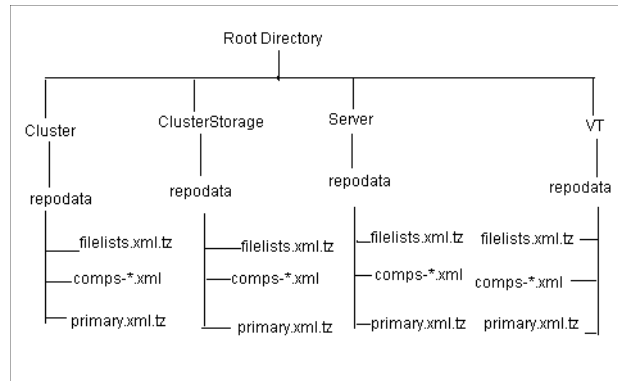 Root Directory
Cluster
ClusterStorage
Server
VT
repodata
repodata
repodata
repodata
filelists.xml.tz
filelists.xml.tz
filelists.xml.tz
filelists.xml.tz
comps-*.xml
comps-*.xml
comps-*.xml
comps-*.xml
primary.xml.tz
primary.xml.tz
primary.xml.tz
primary.xml.tz